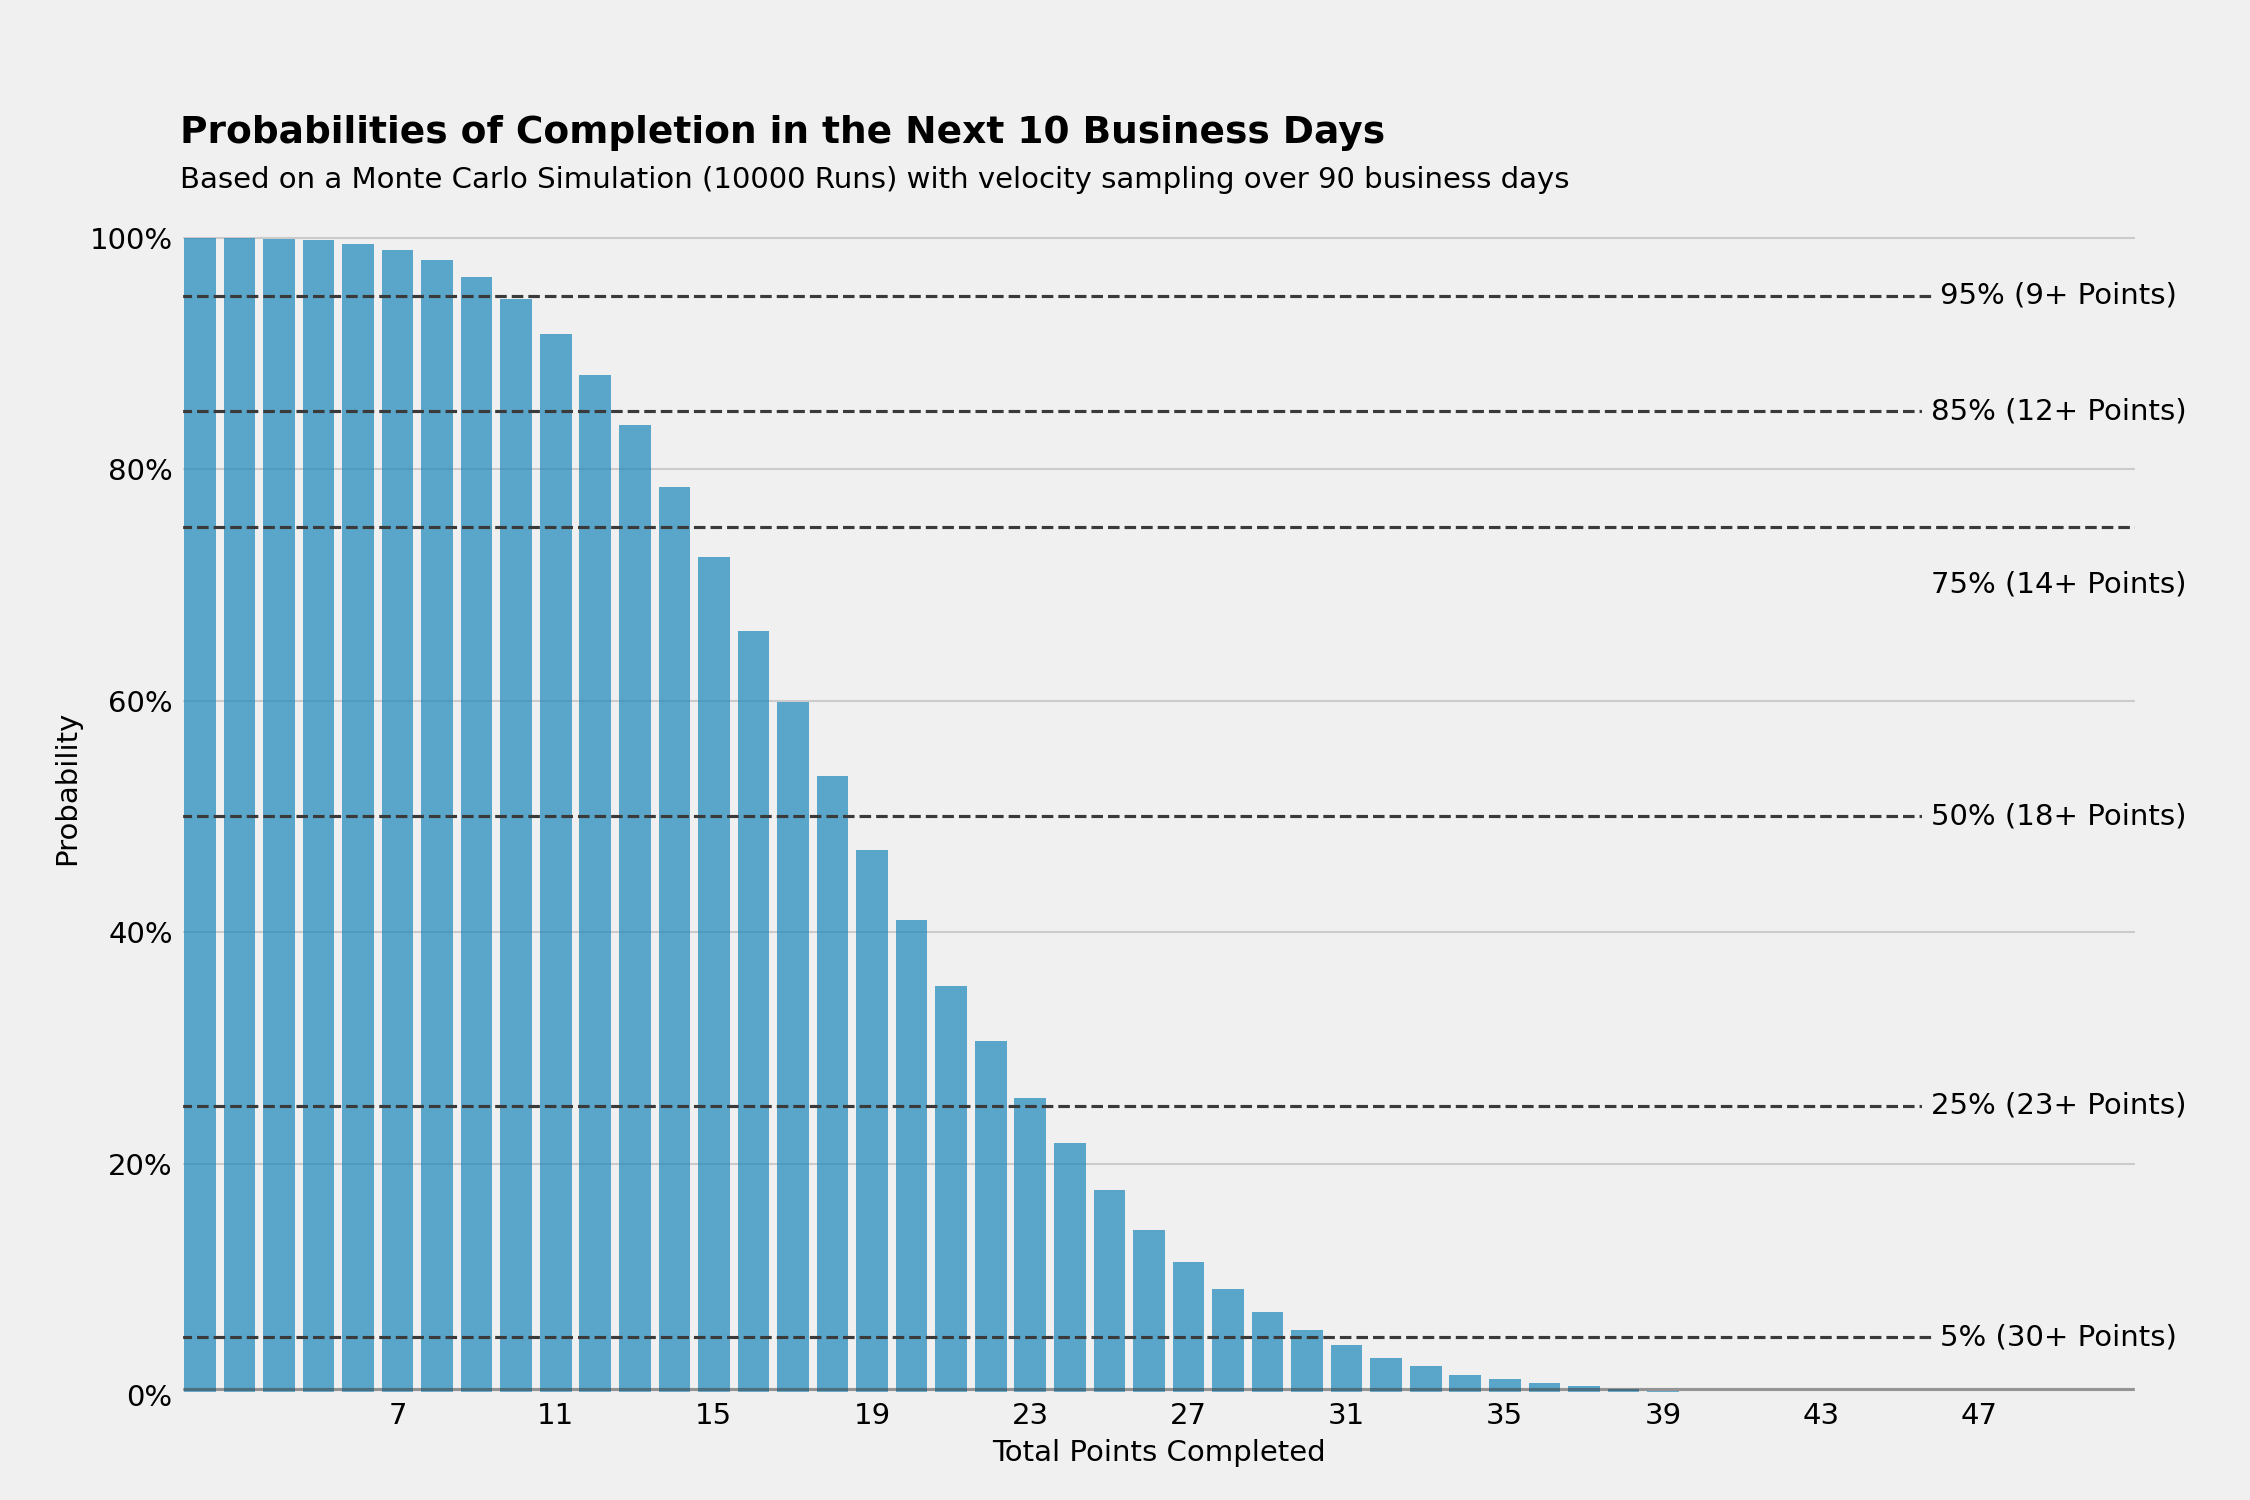 Probabilities of Completion in the Next 10 Business Days
Based on a Monte Carlo Simulation (10000 Runs) with velocity sampling over 90 business days
100%
95% (9+ Points)
85% (12+ Points)
80%
75% (14+ Points)
60%
Probability
50% (18+ Points)
40%
25% (23+ Points)
20%
5% (30+ Points)
0%
7 11 15 19 23 27 31 35 39 43 47
Total Points Completed